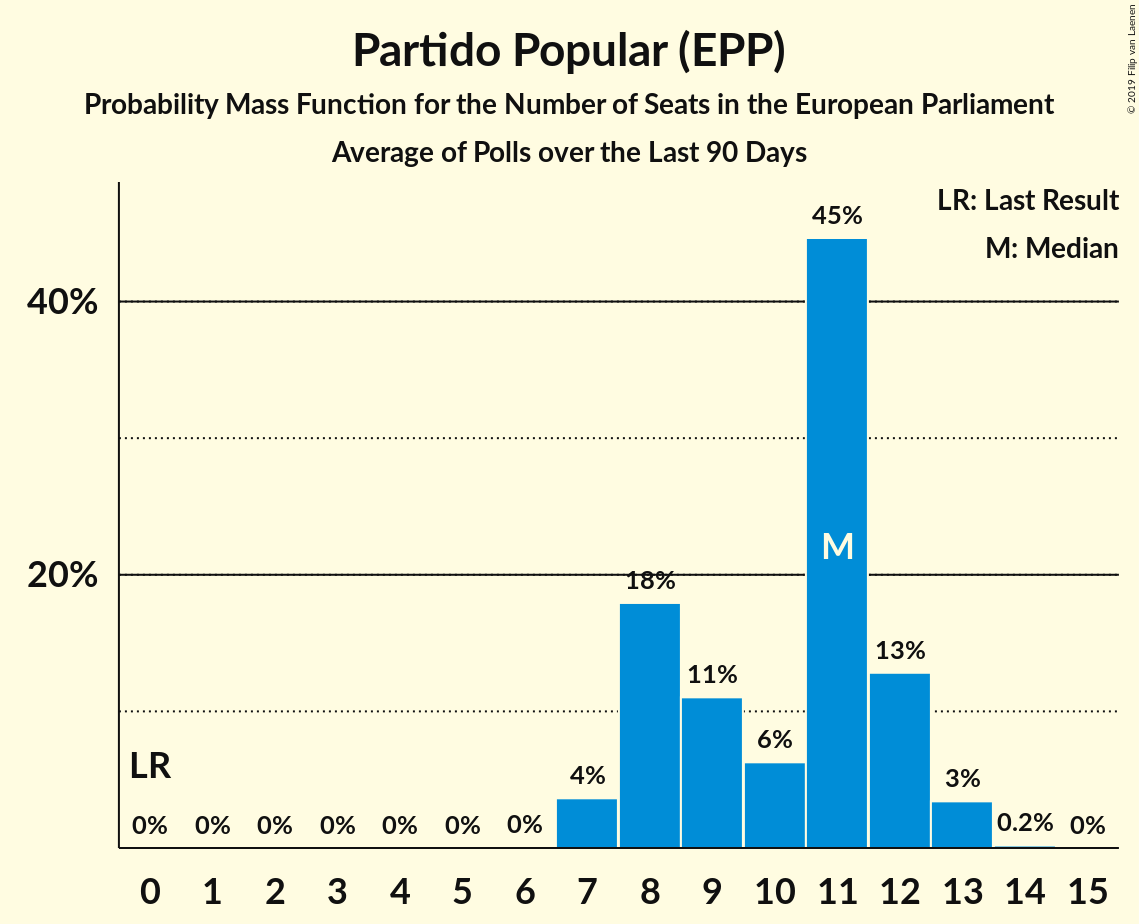 Partido Popular (EPP)
Probability Mass Function for the Number of Seats in the European Parliament
Average of Polls over the Last 90 Days
© 2019 Filip van Laenen
LR: Last Result
M: Median
45%
40%
M
20%
18%
13%
11%
6%
LR
4%
3%
0% 0% 0% 0% 0% 0% 0% 0.2% 0%
0 1 2 3 4 5 6 7 8 9 10 11 12 13 14 15